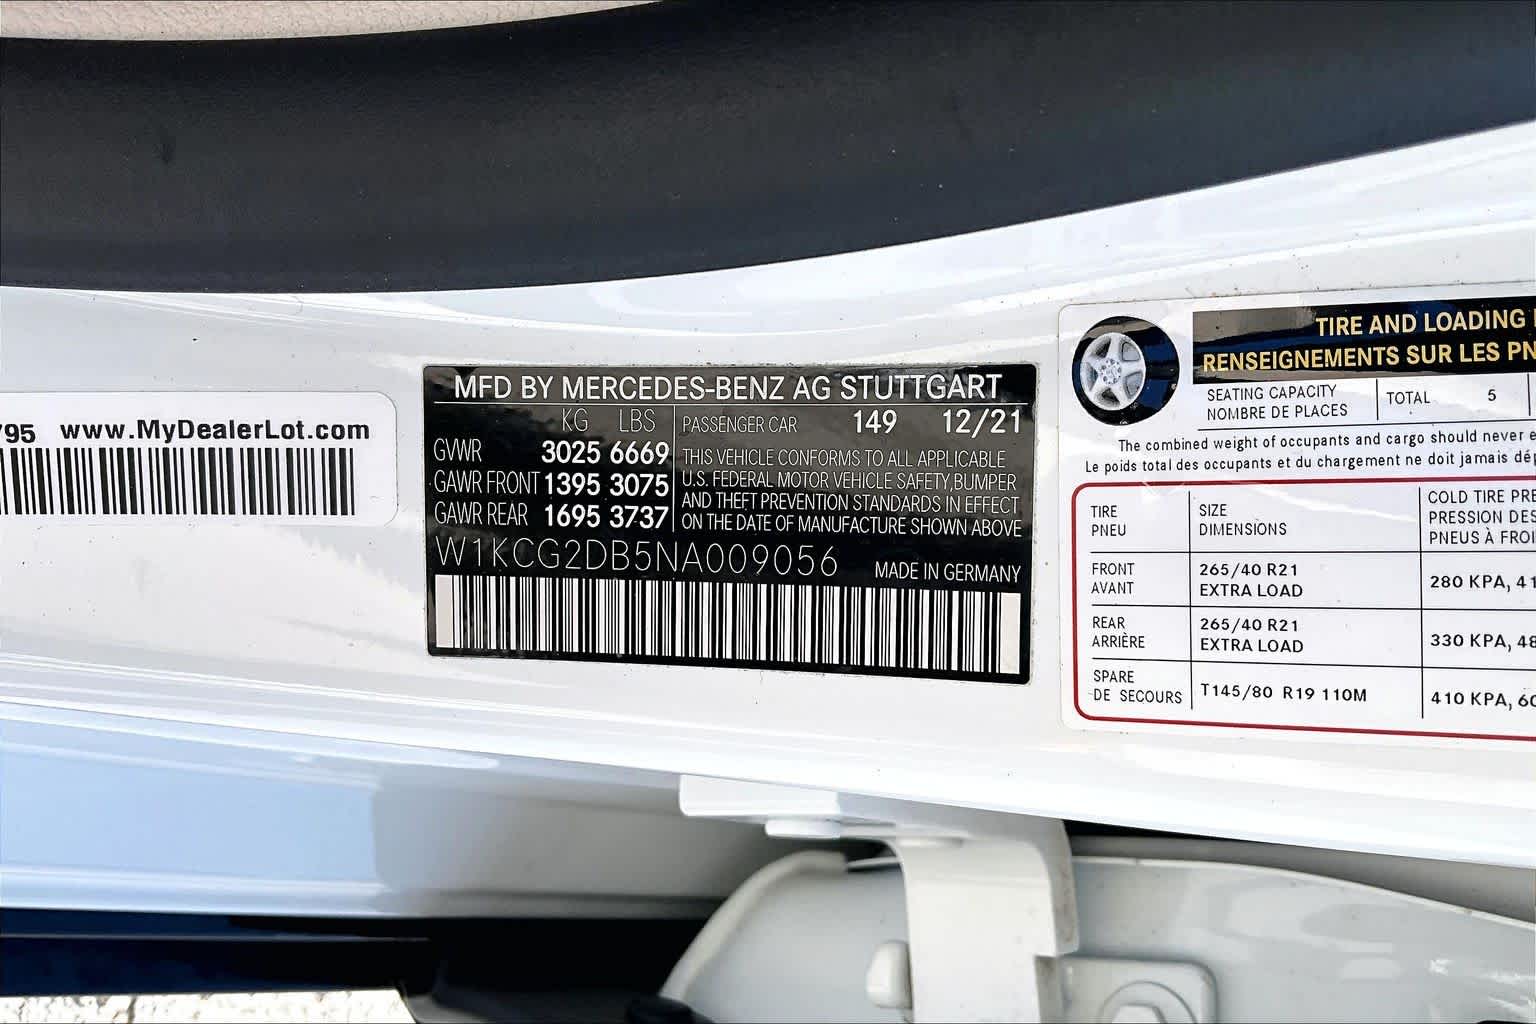 795 www.MyDealerLot.com
MFD BY MERCEDES-BENZ AG STUTTGART
KG LBS PASSENGER CAR 149 12/21
GVWR 3025 6669
GAWR FRONT 1395 3075
GAWR REAR 1695 3737
THIS VEHICLE CONFORMS TO ALL APPLICABLE
U.S. FEDERAL MOTOR VEHICLE SAFETY, BUMPER
AND THEFT PREVENTION STANDARDS IN EFFECT
ON THE DATE OF MANUFACTURE SHOWN ABOVE
W1KCG2DB5NA009056 MADE IN GERMANY
TIRE AND LOADING
RENSEIGNEMENTS SUR LES PN
SEATING CAPACITY
NOMBRE DE PLACES
TOTAL 5
The combined weight of occupants and cargo should never e
Le poids total des occupants et du chargement ne doit jamais dép
TIRE
PNEU
SIZE
DIMENSIONS
COLD TIRE PRE
PRESSION DES
PNEUS À FROI
FRONT
AVANT
265/40 R21
EXTRA LOAD
280 KPA, 41
REAR
ARRIÈRE
265/40 R21
EXTRA LOAD
330 KPA, 48
SPARE
DE SECOURS
T145/80 R19 110M
410 KPA, 60